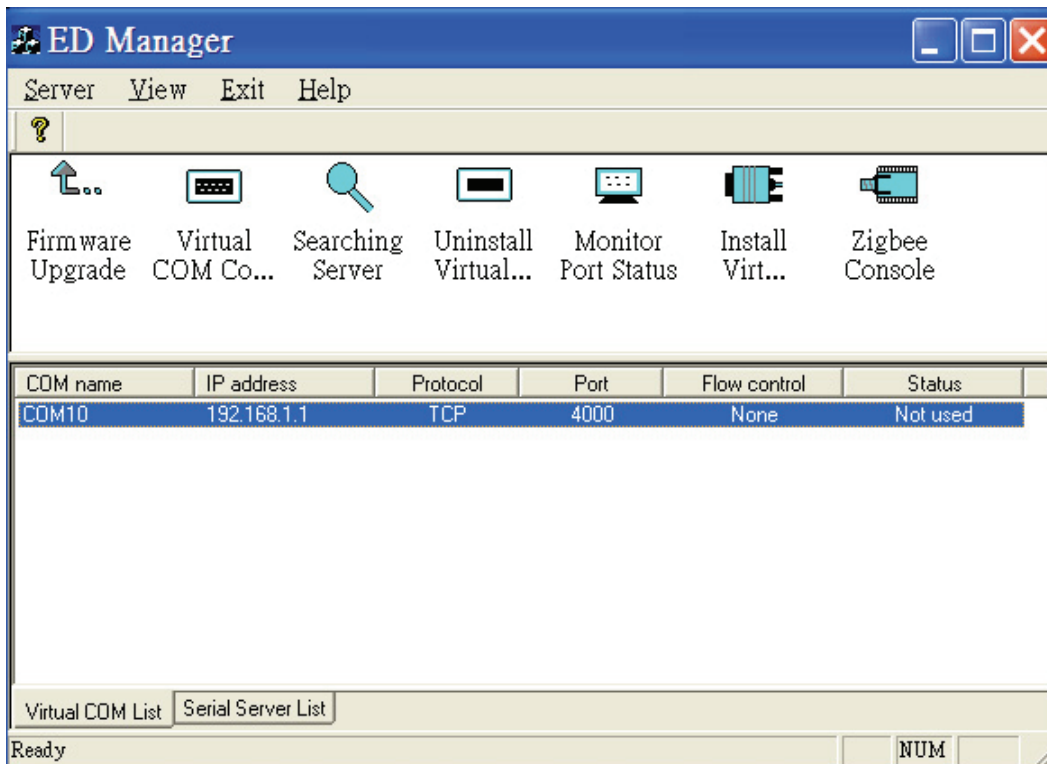 ED Manager
Server View Exit Help
Firmware Upgrade
Virtual COM Co...
Searching Server
Uninstall Virtual...
Monitor Port Status
Install Virt...
Zigbee Console
COM name IP address Protocol Port Flow control Status
COM10 192.168.1.1 TCP 4000 None Not used
Virtual COM List Serial Server List
Ready NUM